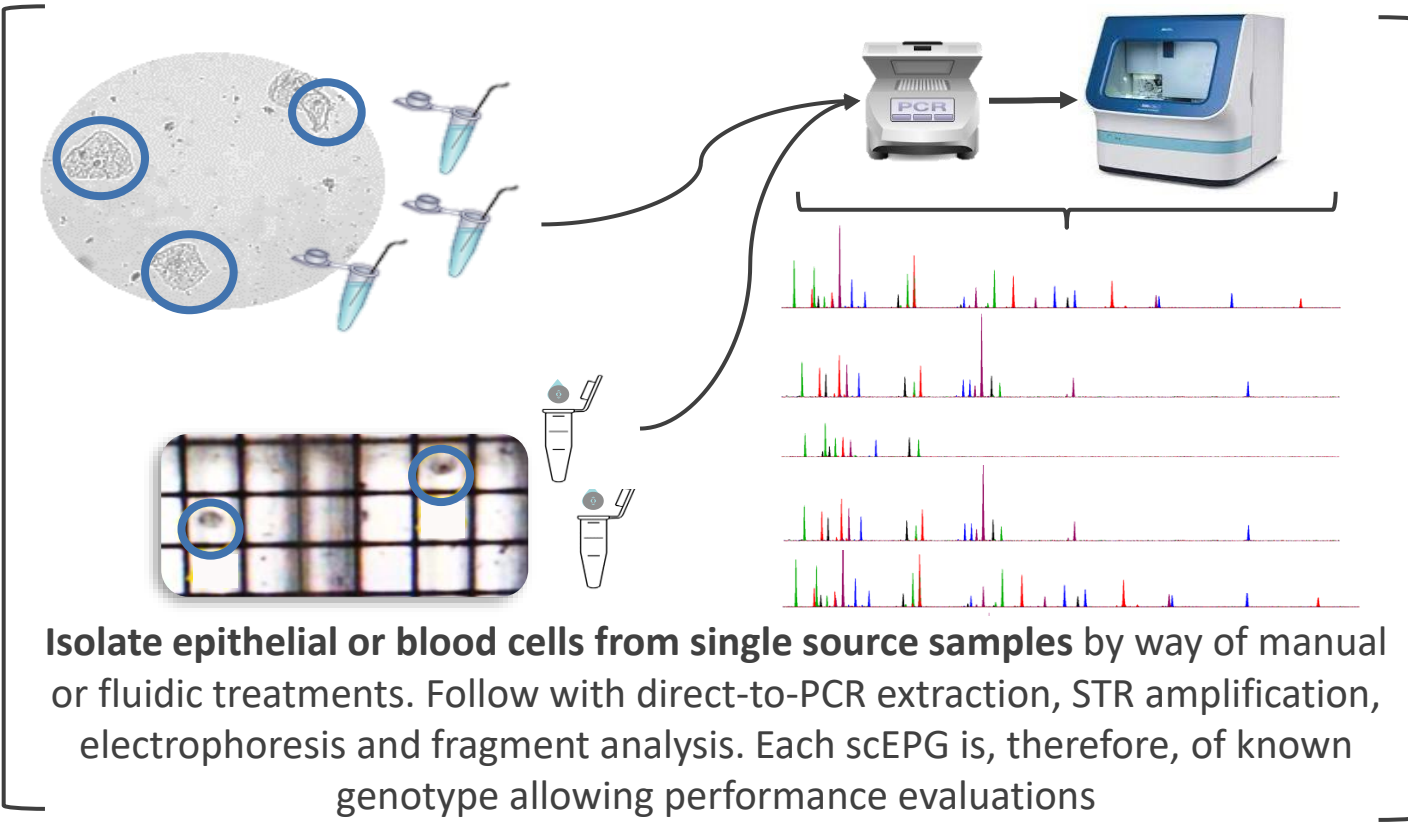 PCR
Isolate epithelial or blood cells from single source samples by way of manual
or fluidic treatments. Follow with direct-to-PCR extraction, STR amplification,
electrophoresis and fragment analysis. Each scEPG is, therefore, of known
genotype allowing performance evaluations